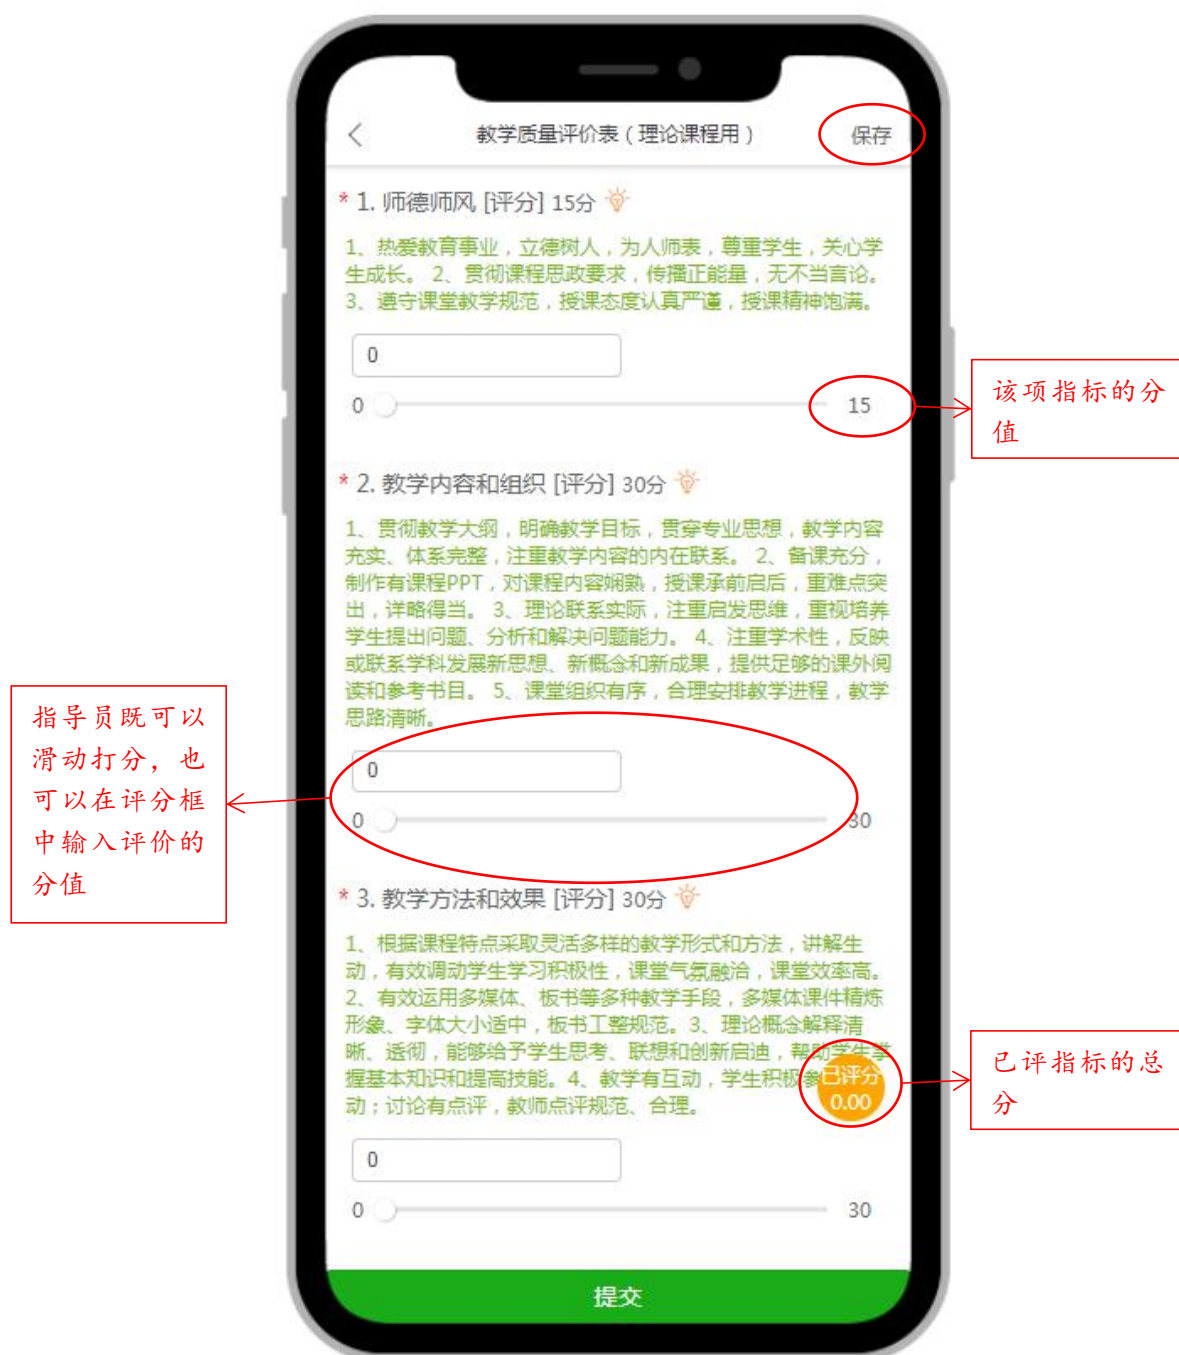 教学质量评价表（理论课程用）
保存
* 1. 师德师风 [评分] 15分
1、热爱教育事业，立德树人，为人师表，尊重学生，关心学
生成长。 2、贯彻课程思政要求，传播正能量，无不当言论。
3、遵守课堂教学规范，授课态度认真严谨，授课精神饱满。
0
0
15
该项指标的分
值
* 2. 教学内容和组织 [评分] 30分
1、贯彻教学大纲，明确教学目标，贯穿专业思想，教学内容
充实、体系完整，注重教学内容的内在联系。 2、备课充分，
制作有课程PPT，对课程内容娴熟，授课承前启后，重难点突
出，详略得当。 3、理论联系实际，注重启发思维，重视培养
学生提出问题、分析和解决问题能力。 4、注重学术性，反映
或联系学科发展新思想、新概念和新成果，提供足够的课外阅
读和参考书目。 5、课堂组织有序，合理安排教学进程，教学
思路清晰。
0
0
30
指导员既可以
滑动打分，也
可以在评分框
中输入评价的
分值
* 3. 教学方法和效果 [评分] 30分
1、根据课程特点采取灵活多样的教学形式和方法，讲解生
动，有效调动学生学习积极性，课堂气氛融洽，课堂效率高。
2、有效运用多媒体、板书等多种教学手段，多媒体课件精炼
形象、字体大小适中，板书工整规范。3、理论概念解释清
晰、透彻，能够给予学生思考、联想和创新启迪，帮助学生掌
握基本知识和提高技能。4、教学有互动，学生积极参
动；讨论有点评，教师点评规范、合理。
已评分
0.00
已评指标的总
分
0
0
30
提交